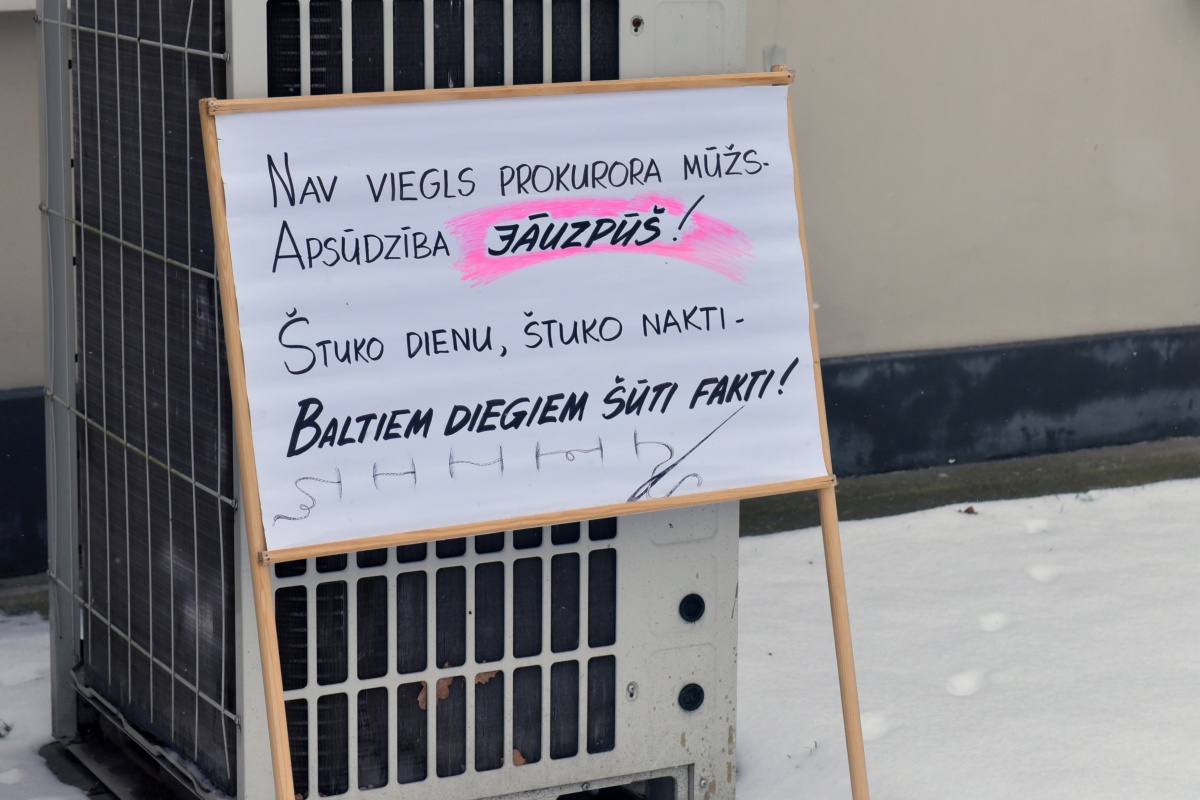 NAV VIEGLS PROKURORA MŪŽS-
APSŪDZĪBA JĀUZPŪŠ!
ŠTUKO DIENU, ŠTUKO NAKTI-
BALTIEM DIEGIEM ŠŪTI FAKTI!